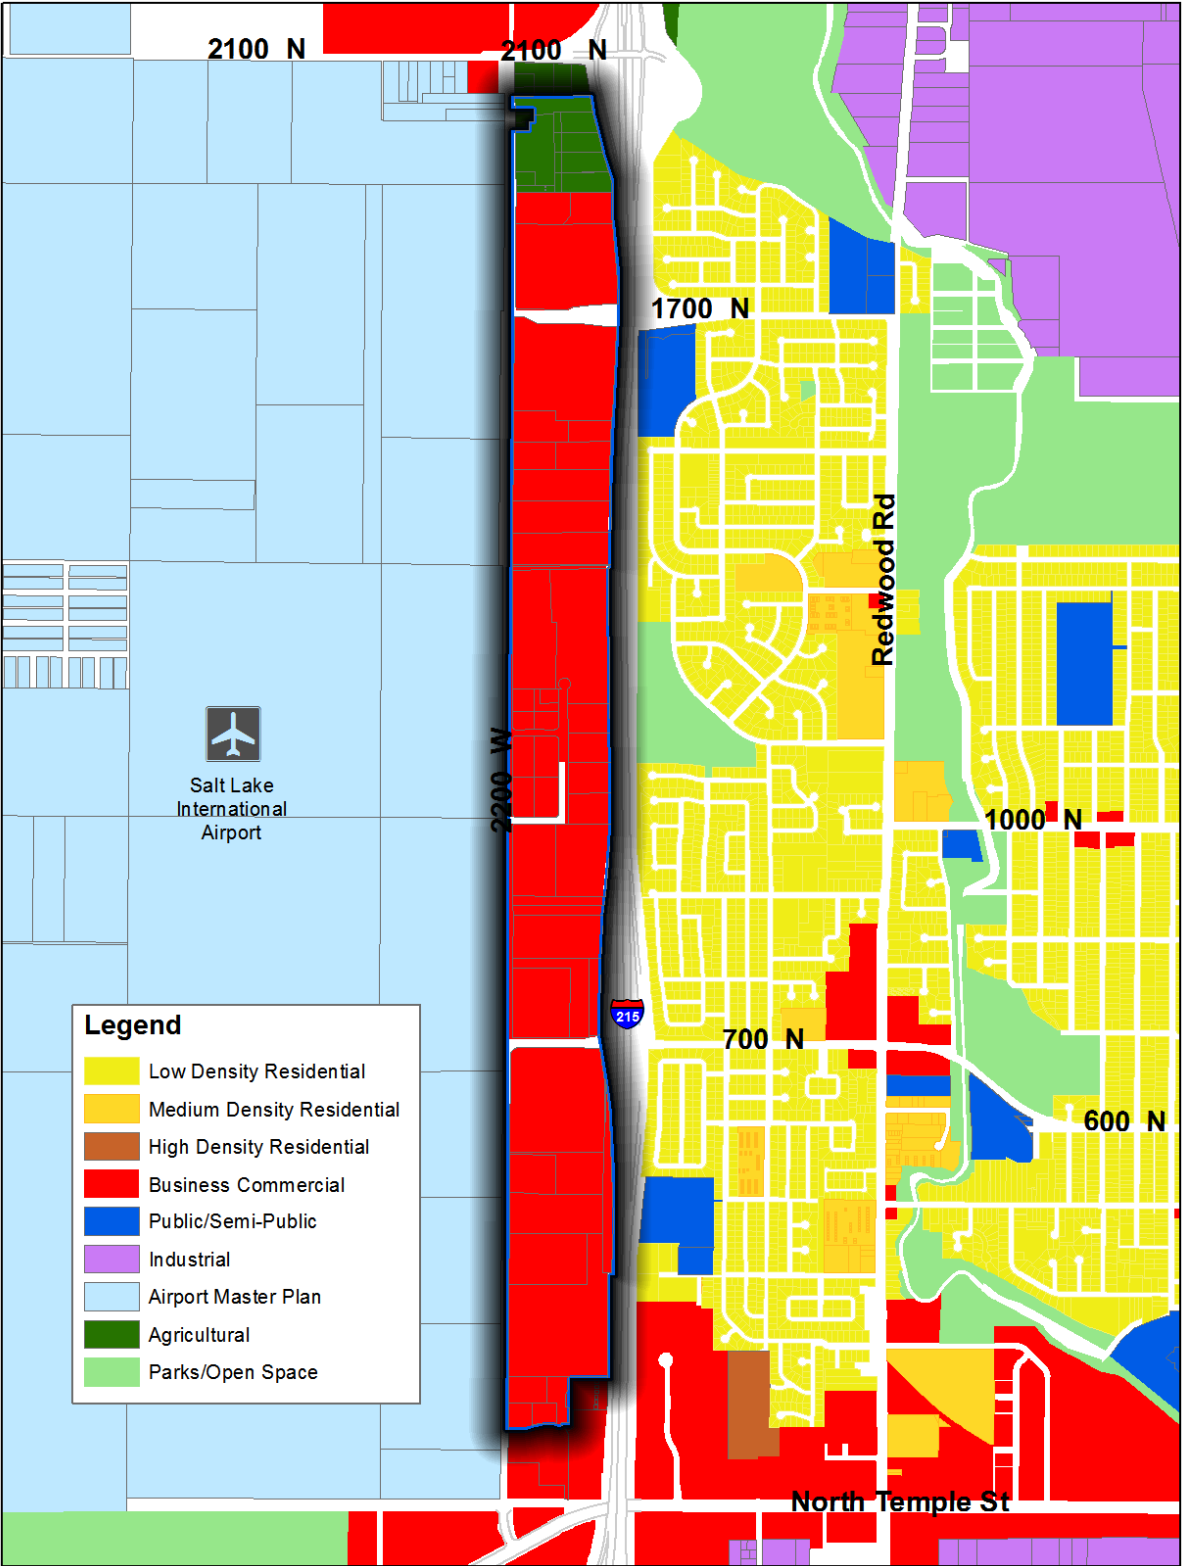 2100 N
2100 N
1700 N
Redwood Rd
2200 W
Salt Lake
International
Airport
1000 N
215
700 N
600 N
North Temple St
Legend
Low Density Residential
Medium Density Residential
High Density Residential
Business Commercial
Public/Semi-Public
Industrial
Airport Master Plan
Agricultural
Parks/Open Space